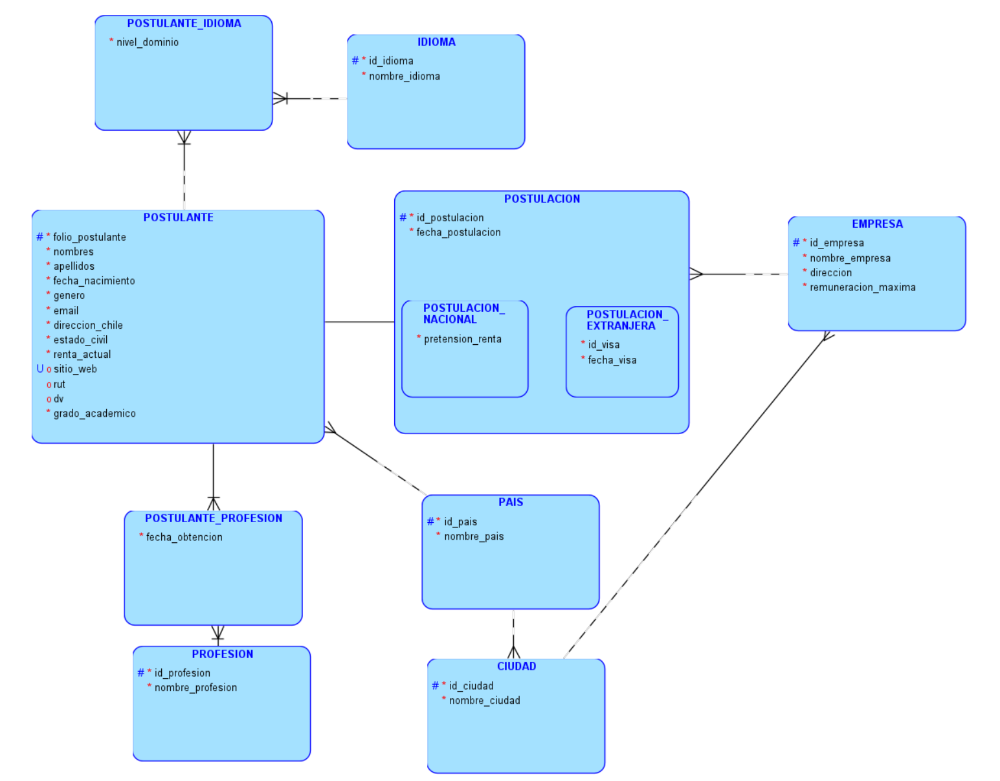 POSTULANTE_IDIOMA
* nivel_dominio
IDIOMA
# * id_idioma
* nombre_idioma
POSTULANTE
# * folio_postulante
* nombres
* apellidos
* fecha_nacimiento
* genero
* email
* direccion_chile
* estado_civil
* renta_actual
U o sitio_web
o rut
o dv
* grado_academico
POSTULACION
# * id_postulacion
* fecha_postulacion
POSTULACION_
NACIONAL
* pretension_renta
POSTULACION_
EXTRANJERA
* id_visa
* fecha_visa
EMPRESA
# * id_empresa
* nombre_empresa
* direccion
* remuneracion_maxima
POSTULANTE_PROFESION
* fecha_obtencion
PAIS
# * id_pais
* nombre_pais
PROFESION
# * id_profesion
* nombre_profesion
CIUDAD
# * id_ciudad
* nombre_ciudad